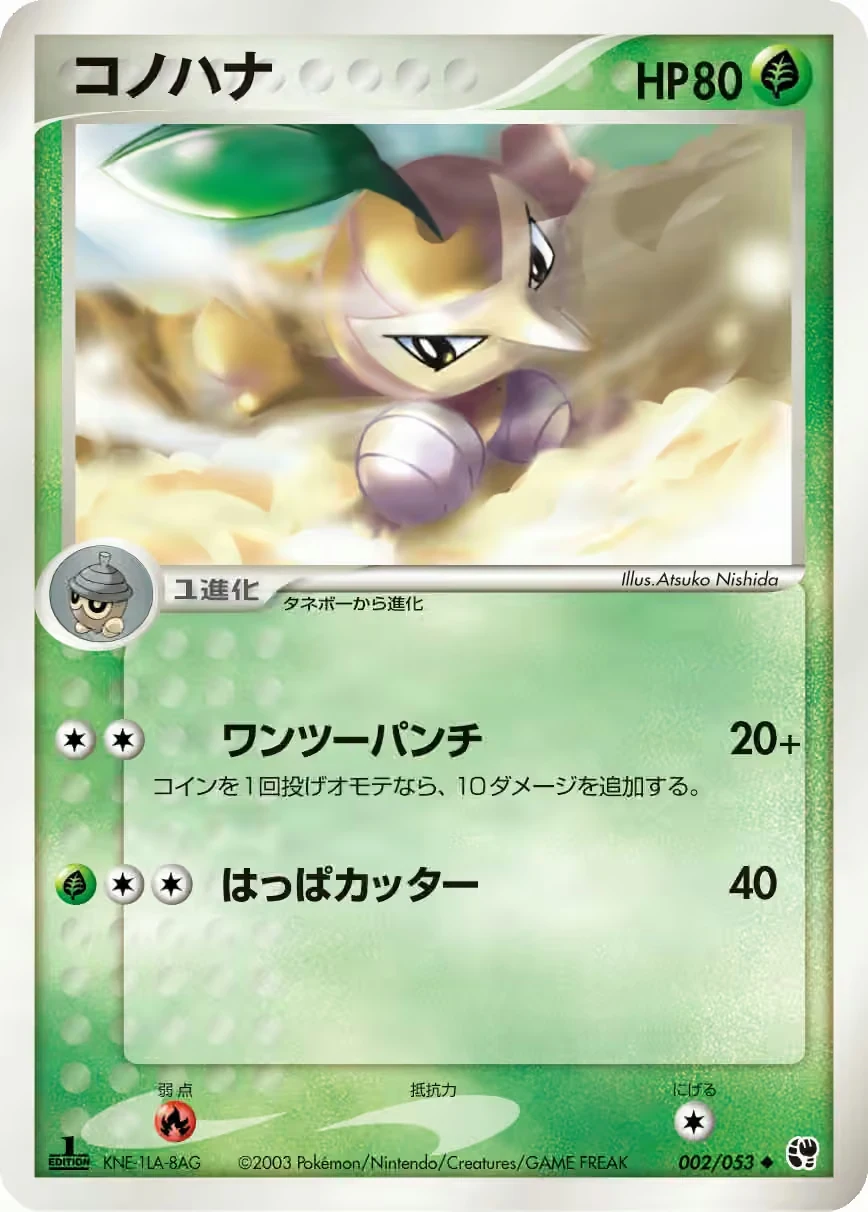 コノハナ HP80
Illus.Atsuko Nishida
1進化
タネボーから進化
ワンツーパンチ 20+
コインを1回投げオモテなら、10ダメージを追加する。
はっぱカッター 40
弱点 抵抗力 にげる
1 EDITION KNE-1LA-8AG ©2003 Pokémon/Nintendo/Creatures/GAME FREAK 002/053